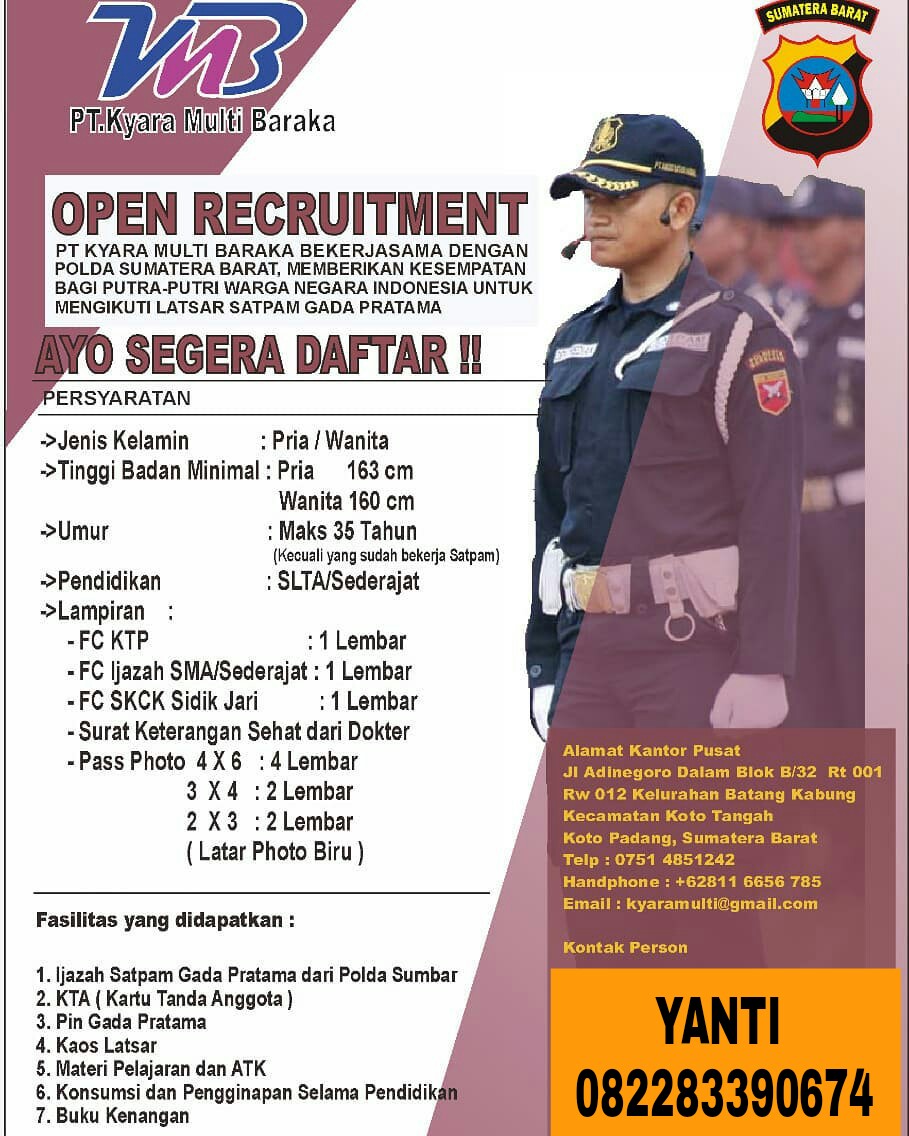 VMB
PT.Kyara Multi Baraka
SUMATERA BARAT
OPEN RECRUITMENT
PT KYARA MULTI BARAKA BEKERJASAMA DENGAN
POLDA SUMATERA BARAT, MEMBERIKAN KESEMPATAN
BAGI PUTRA-PUTRI WARGA NEGARA INDONESIA UNTUK
MENGIKUTI LATSAR SATPAM GADA PRATAMA
AYO SEGERA DAFTAR !!
PERSYARATAN
->Jenis Kelamin : Pria / Wanita
->Tinggi Badan Minimal : Pria 163 cm
Wanita 160 cm
->Umur : Maks 35 Tahun
(Kecuali yang sudah bekerja Satpam)
->Pendidikan : SLTA/Sederajat
->Lampiran :
- FC KTP : 1 Lembar
- FC Ijazah SMA/Sederajat : 1 Lembar
- FC SKCK Sidik Jari : 1 Lembar
- Surat Keterangan Sehat dari Dokter
- Pass Photo 4 X 6 : 4 Lembar
3 X 4 : 2 Lembar
2 X 3 : 2 Lembar
( Latar Photo Biru )
Fasilitas yang didapatkan :
1. Ijazah Satpam Gada Pratama dari Polda Sumbar
2. KTA ( Kartu Tanda Anggota )
3. Pin Gada Pratama
4. Kaos Latsar
5. Materi Pelajaran dan ATK
6. Konsumsi dan Pengginapan Selama Pendidikan
7. Buku Kenangan
Alamat Kantor Pusat
Jl Adinegoro Dalam Blok B/32 Rt 001
Rw 012 Kelurahan Batang Kabung
Kecamatan Koto Tangah
Koto Padang, Sumatera Barat
Telp : 0751 4851242
Handphone : +62811 6656 785
Email : kyaramulti@gmail.com
Kontak Person
YANTI
082283390674